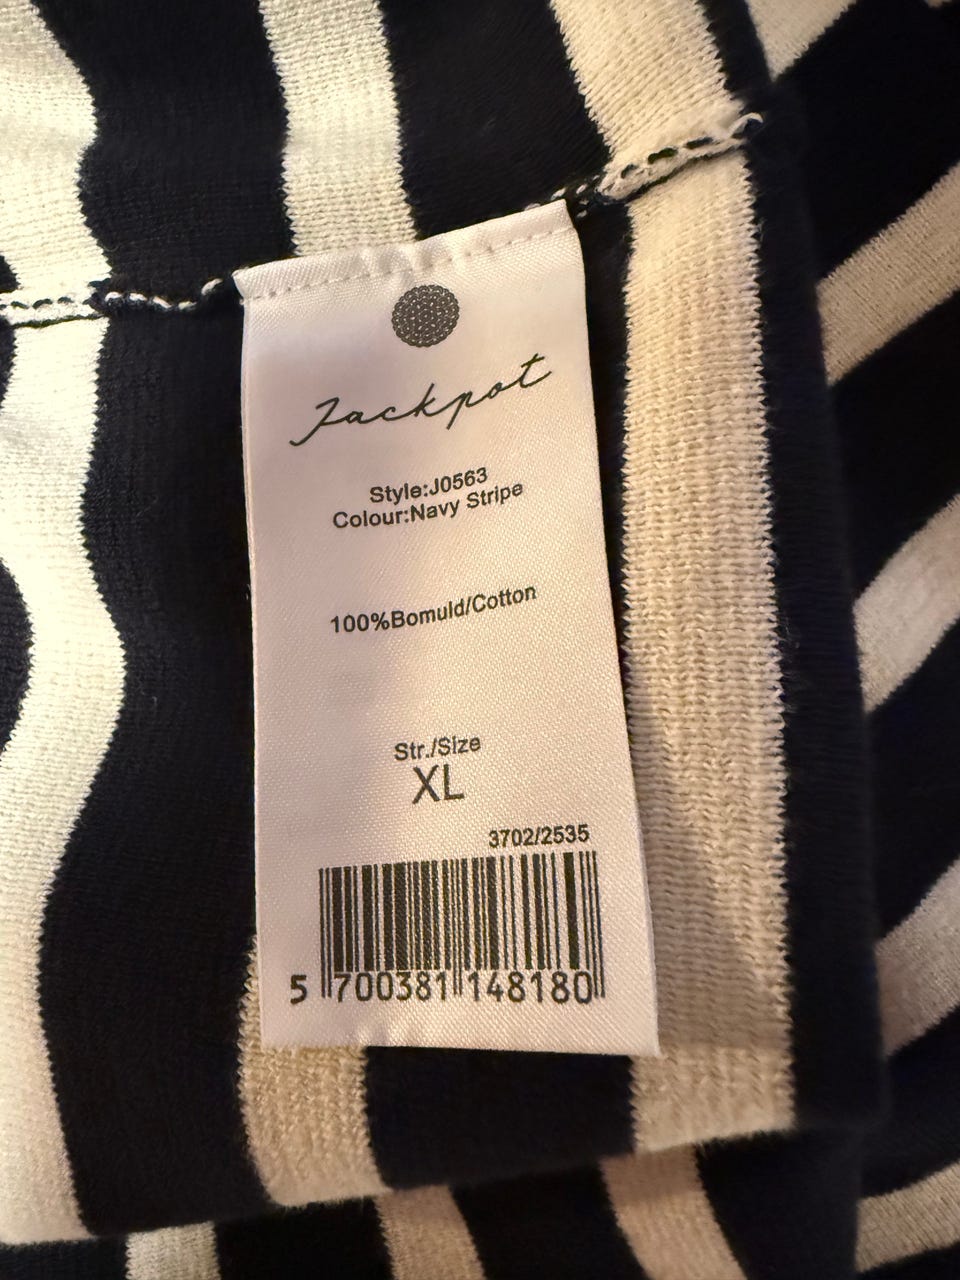 Jackpot
Style:J0563
Colour:Navy Stripe
100%Bomuld/Cotton
Str./Size
XL
3702/2535
5 700381 148180